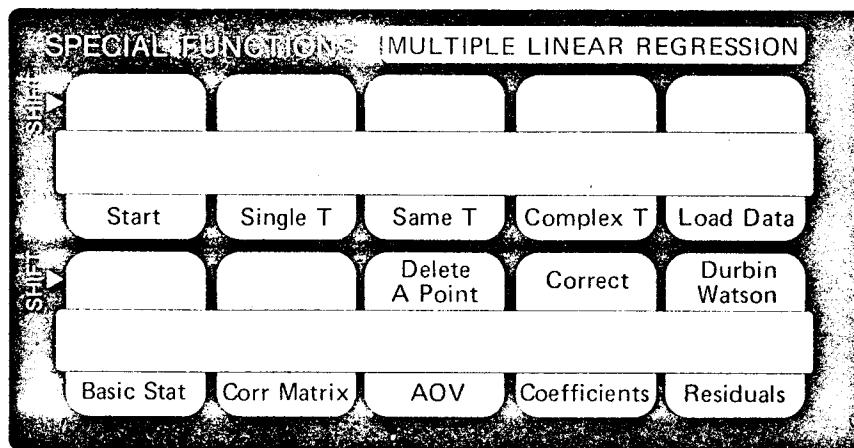 SPECIAL FUNCTIONS MULTIPLE LINEAR REGRESSION
SHIFT
Start Single T Same T Complex T Load Data
SHIFT
Delete A Point Correct Durbin Watson
Basic Stat Corr Matrix AOV Coefficients Residuals